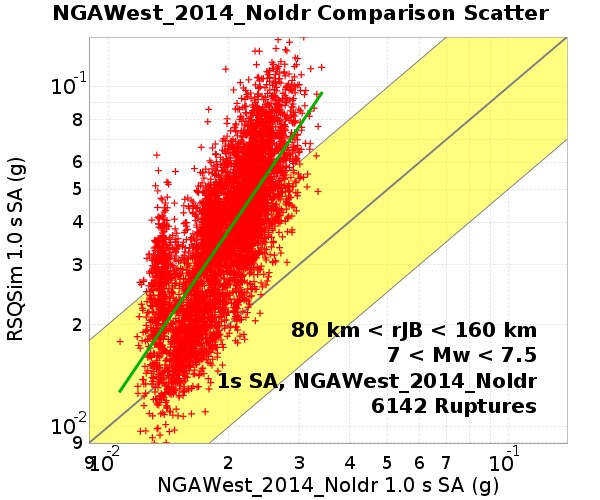 NGAWest_2014_NoIdr Comparison Scatter
RSQSim 1.0 s SA (g)
10^-1
8
6
5
4
3
2
10^-2
9
80 km < rJB < 160 km
7 < Mw < 7.5
1s SA, NGAWest_2014_NoIdr
6142 Ruptures
9 10^-2 2 3 4 5 6 7 10^-1
NGAWest_2014_NoIdr 1.0 s SA (g)